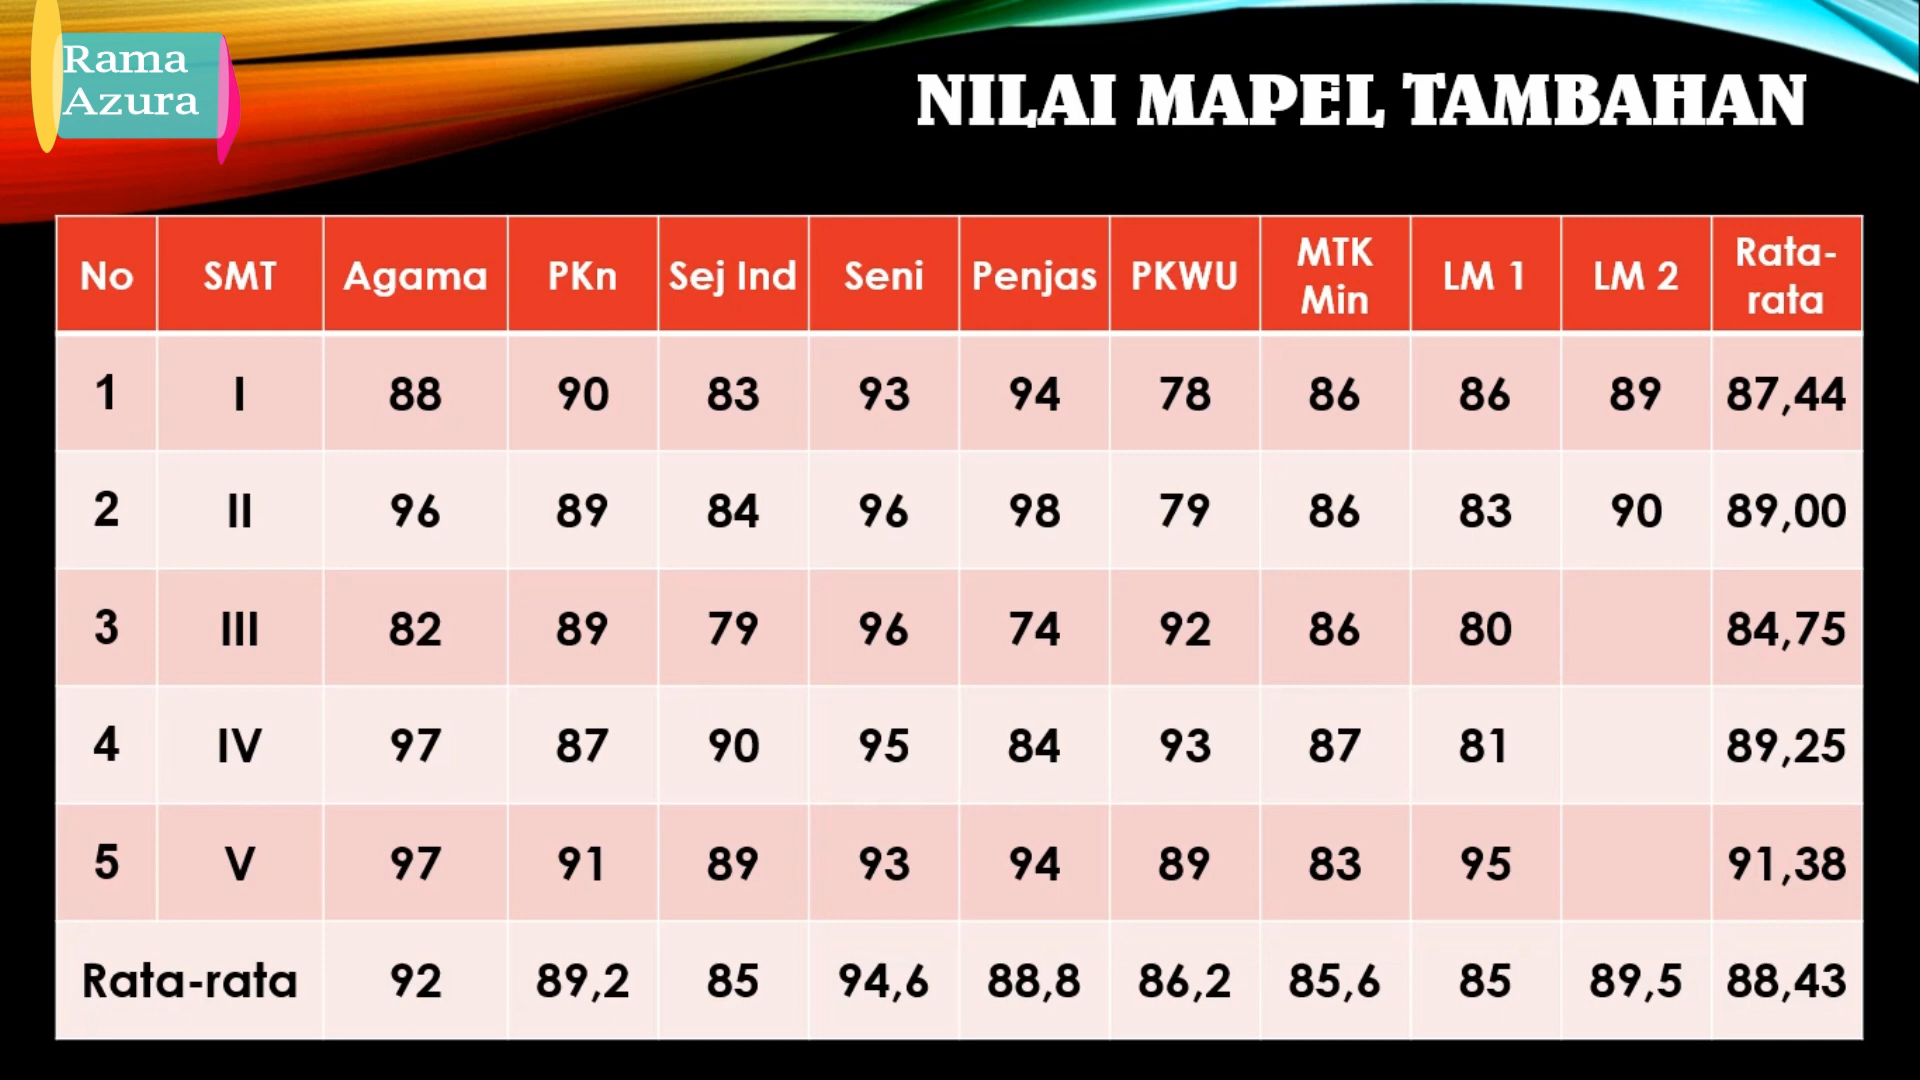 Rama
Azura
NILAI MAPEL TAMBAHAN
No SMT Agama PKn Sej Ind Seni Penjas PKWU MTK Min LM 1 LM 2 Rata-rata
1 I 88 90 83 93 94 78 86 86 89 87,44
2 II 96 89 84 96 98 79 86 83 90 89,00
3 III 82 89 79 96 74 92 86 80 84,75
4 IV 97 87 90 95 84 93 87 81 89,25
5 V 97 91 89 93 94 89 83 95 91,38
Rata-rata 92 89,2 85 94,6 88,8 86,2 85,6 85 89,5 88,43